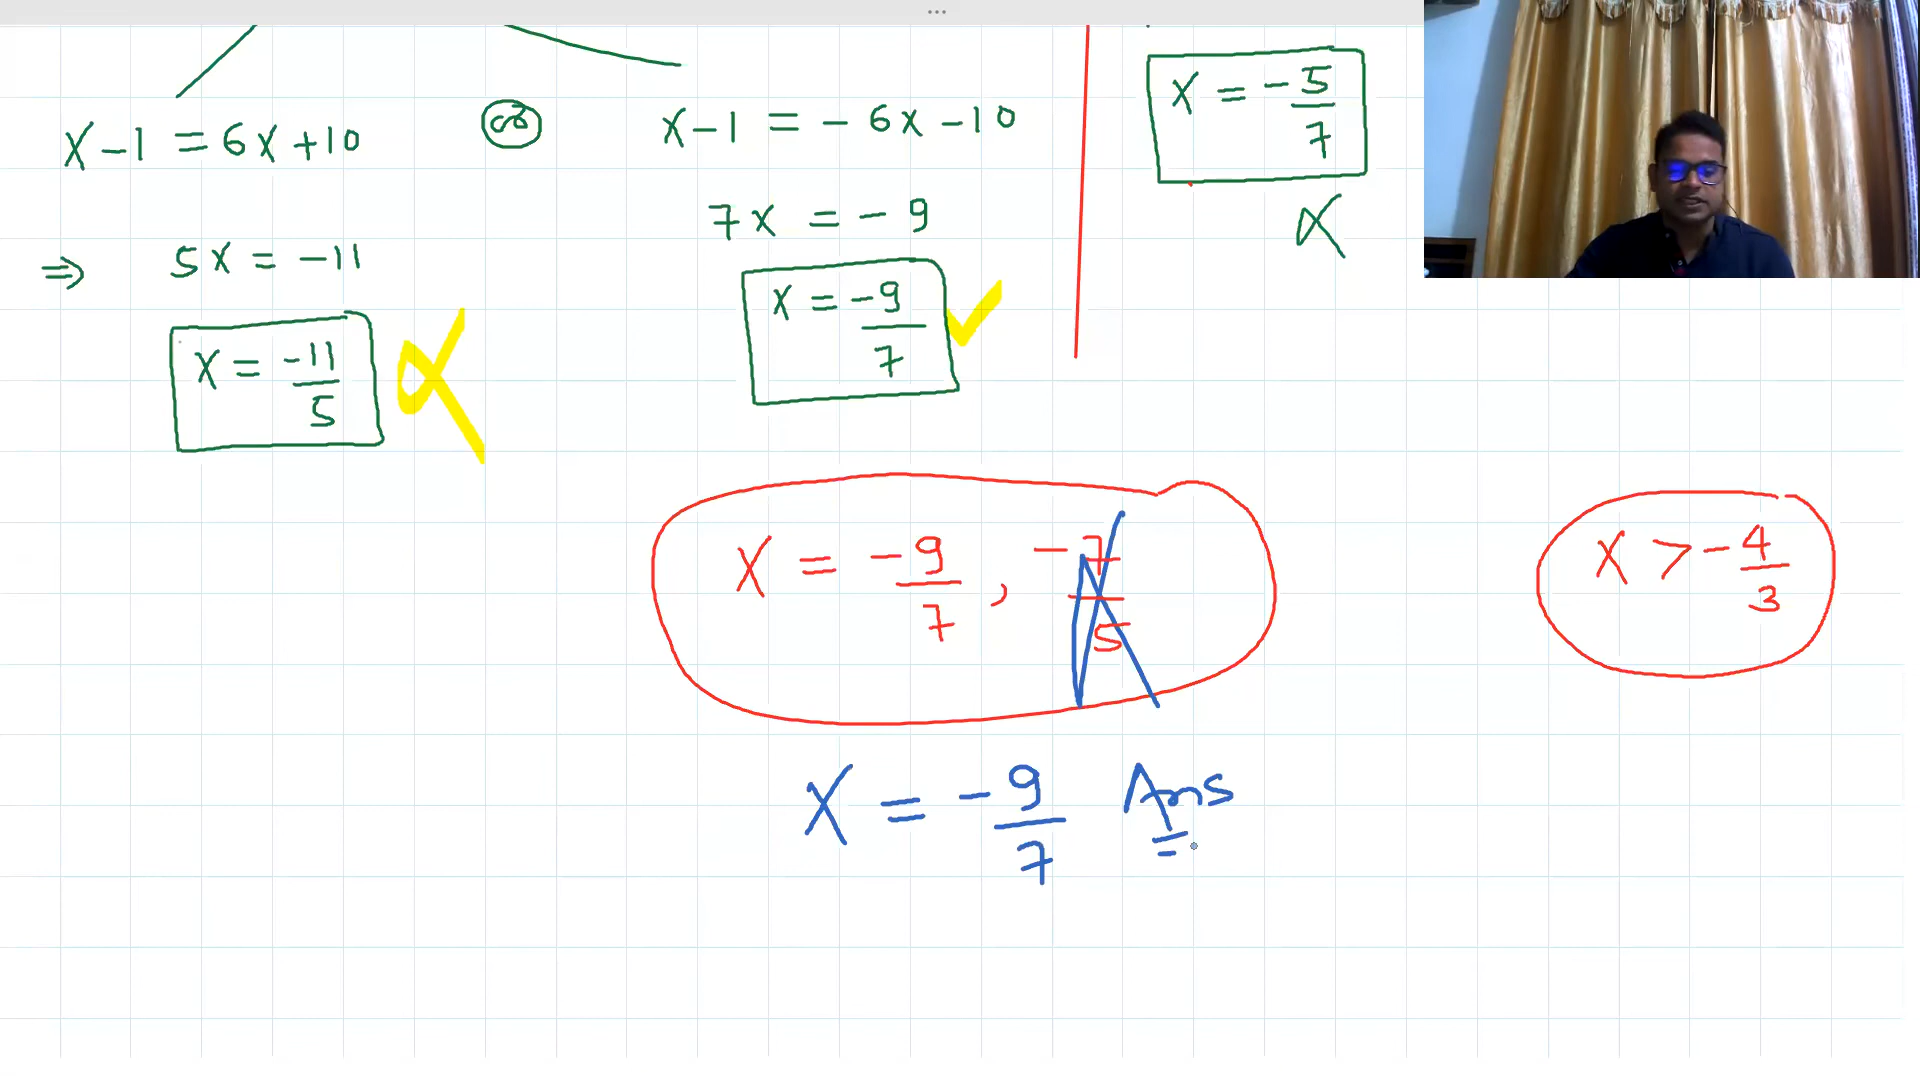 x-1 = 6x+10 or x-1 = -6x-10
7x = -9
⇒ 5x = -11
x = -9/7 ✓
x = -11/5
x = -5/7
x = -9/7, -7/5
x > -4/3
x = -9/7 Ans